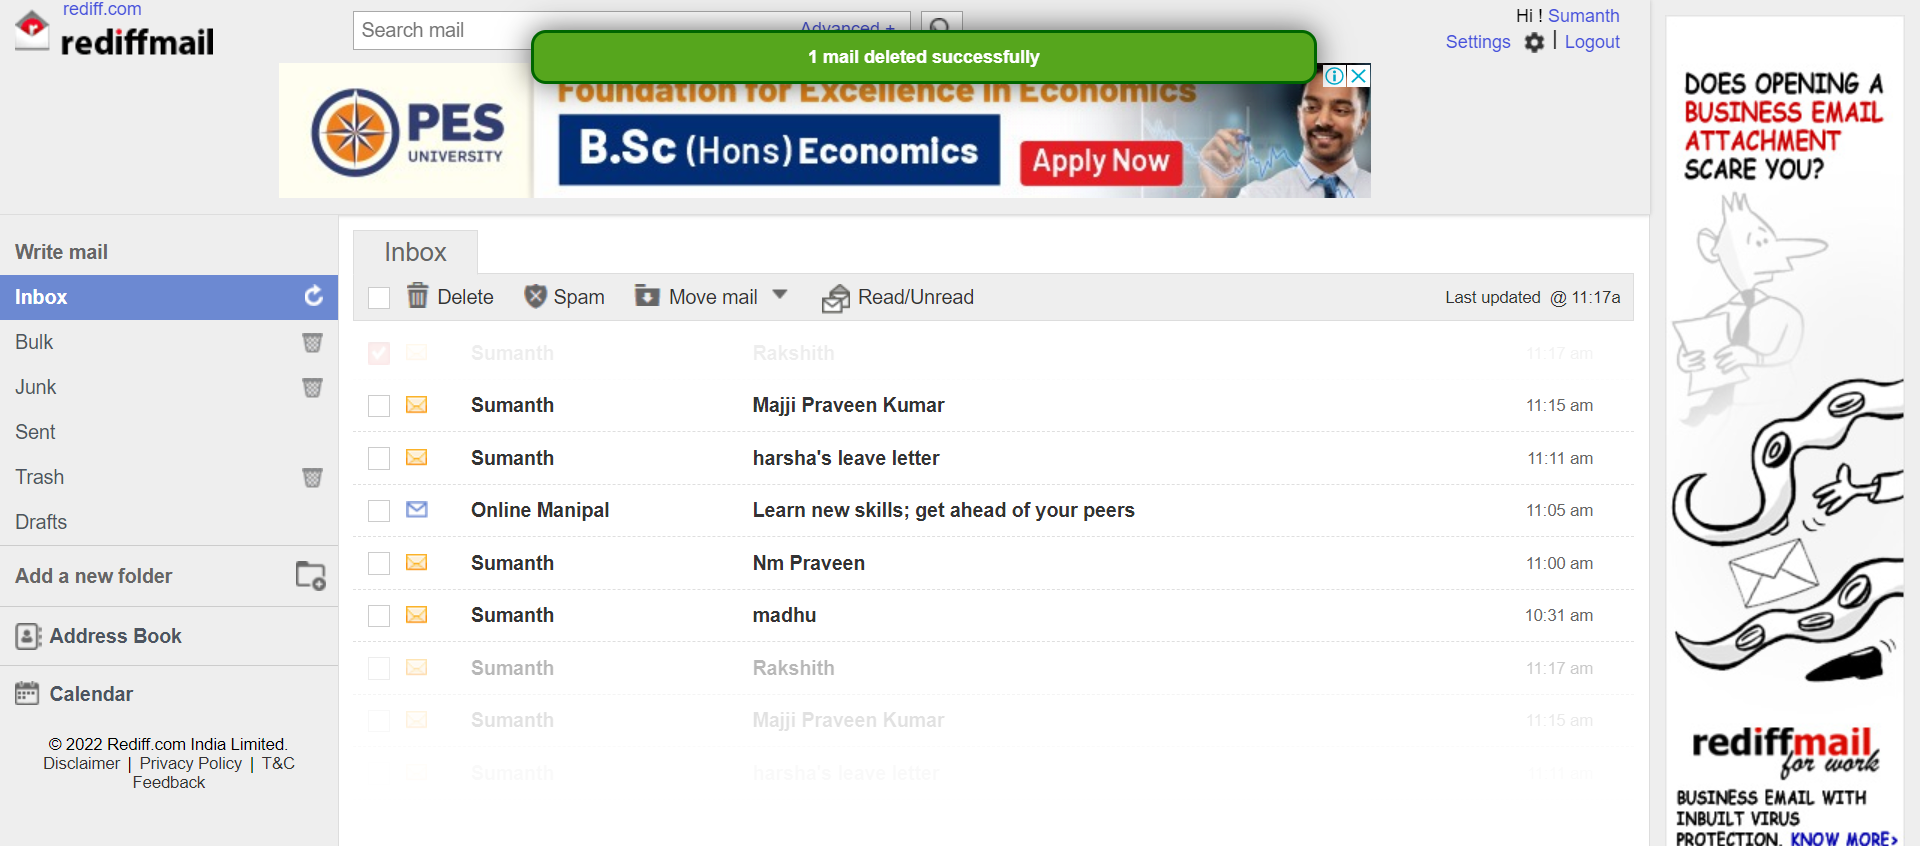 rediff.com
rediffmail
Search mail
Advanced +
1 mail deleted successfully
Hi ! Sumanth
Settings | Logout
PES
UNIVERSITY
Foundation for Excellence in Economics
B.Sc (Hons) Economics
Apply Now
Write mail
Inbox
Bulk
Junk
Sent
Trash
Drafts
Add a new folder
Address Book
Calendar
© 2022 Rediff.com India Limited.
Disclaimer | Privacy Policy | T&C
Feedback
Inbox
Delete Spam Move mail Read/Unread Last updated @ 11:17a
Sumanth Rakshith 11:17 am
Sumanth Majji Praveen Kumar 11:15 am
Sumanth harsha's leave letter 11:11 am
Online Manipal Learn new skills; get ahead of your peers 11:05 am
Sumanth Nm Praveen 11:00 am
Sumanth madhu 10:31 am
Sumanth Rakshith 11:17 am
Sumanth Majji Praveen Kumar 11:15 am
Sumanth harsha's leave letter 11:11 am
DOES OPENING A
BUSINESS EMAIL
ATTACHMENT
SCARE YOU?
rediffmail
for work
BUSINESS EMAIL WITH
INBUILT VIRUS
PROTECTION. KNOW MORE>